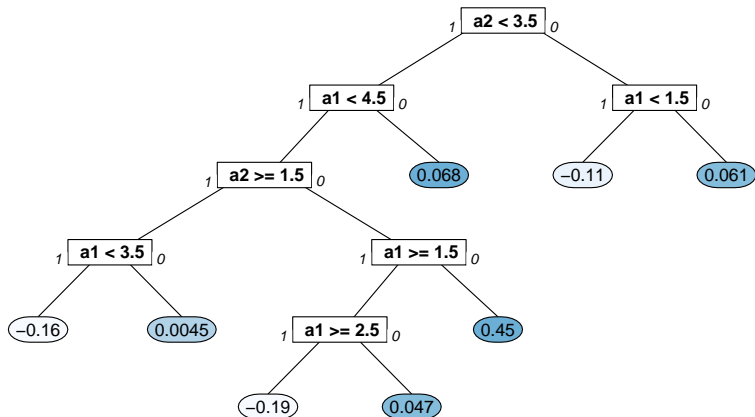 1 a2 < 3.5 0
1 a1 < 4.5 0 1 a1 < 1.5 0
1 a2 >= 1.5 0 0.068 −0.11 0.061
1 a1 < 3.5 0 1 a1 >= 1.5 0
−0.16 0.0045 1 a1 >= 2.5 0 0.45
−0.19 0.047